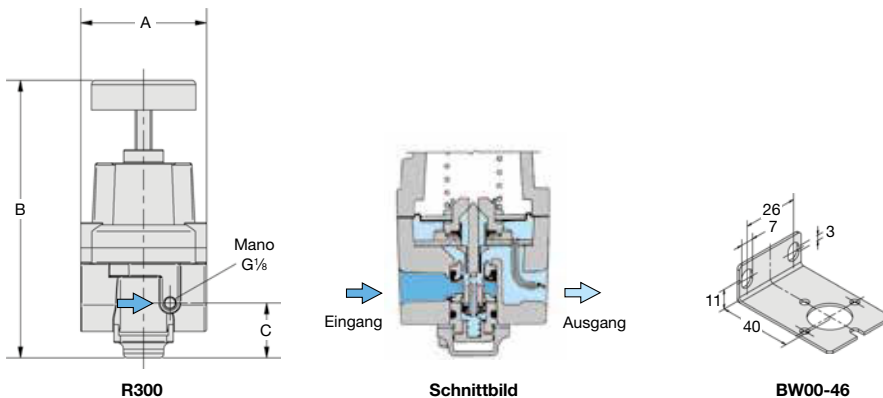 A
B
Mano
G⅛
C
R300
Eingang
Ausgang
Schnittbild
26
7
3
11
40
BW00-46